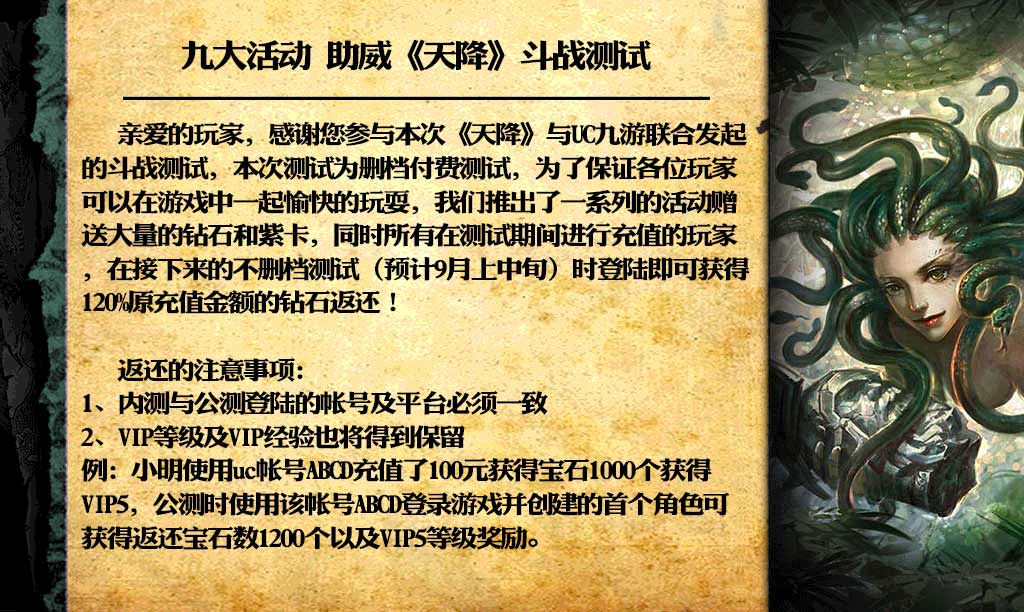 九大活动 助威《天降》斗战测试
亲爱的玩家，感谢您参与本次《天降》与UC九游联合发起
的斗战测试，本次测试为删档付费测试，为了保证各位玩家
可以在游戏中一起愉快的玩耍，我们推出了一系列的活动赠
送大量的钻石和紫卡，同时所有在测试期间进行充值的玩家
，在接下来的不删档测试（预计9月上中旬）时登陆即可获得
120%原充值金额的钻石返还！
返还的注意事项：
1、内测与公测登陆的帐号及平台必须一致
2、VIP等级及VIP经验也将得到保留
例：小明使用uc帐号ABCD充值了100元获得宝石1000个获得
VIP5，公测时使用该帐号ABCD登录游戏并创建的首个角色可
获得返还宝石数1200个以及VIP5等级奖励。